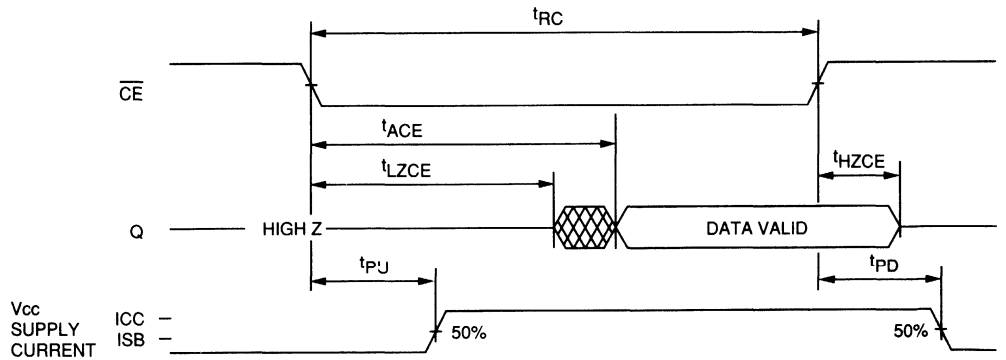 tRC
CE
tACE
tLZCE
tHZCE
Q
HIGH Z
DATA VALID
tPU
tPD
Vcc
SUPPLY
CURRENT
ICC
ISB
50%
50%